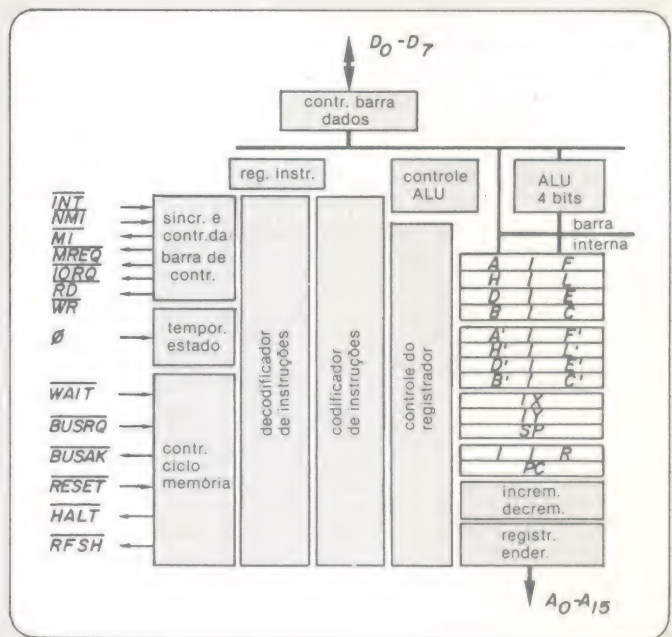 D0-D7
contr. barra
dados
reg. instr.
controle
ALU
ALU
4 bits
barra
interna
INT
NMI
MI
MREQ
IORQ
RD
WR
sincr. e
contr.da
barra de
contr.
Ø
tempor.
estado
WAIT
BUSRQ
BUSAK
RESET
HALT
RFSH
contr.
ciclo
memória
decodificador
de instruções
codificador
de instruções
controle do
registrador
A | F
H | L
D | E
B | C
A' | F'
H' | L'
D' | E'
B' | C'
IX
IY
SP
I | R
PC
increm.
decrem.
registr.
ender.
A0-A15